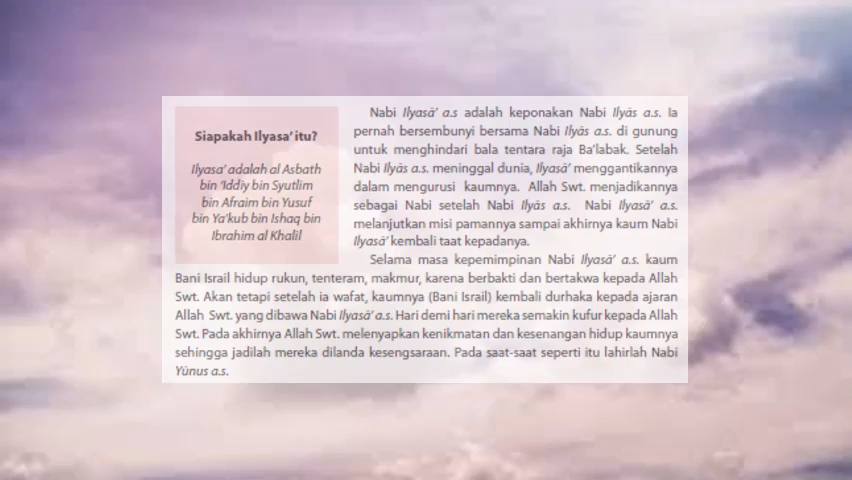 Siapakah Ilyasa' itu?
Ilyasa' adalah al Asbath
bin 'Iddiy bin Syutlim
bin Afraim bin Yusuf
bin Ya'kub bin Ishaq bin
Ibrahim al Khalil
Nabi Ilyasā' a.s adalah keponakan Nabi Ilyās a.s. Ia
pernah bersembunyi bersama Nabi Ilyās a.s. di gunung
untuk menghindari bala tentara raja Ba'labak. Setelah
Nabi Ilyās a.s. meninggal dunia, Ilyasā' menggantikannya
dalam mengurusi kaumnya. Allah Swt. menjadikannya
sebagai Nabi setelah Nabi Ilyās a.s. Nabi Ilyasā' a.s.
melanjutkan misi pamannya sampai akhirnya kaum Nabi
Ilyasā' kembali taat kepadanya.
Selama masa kepemimpinan Nabi Ilyasā' a.s. kaum
Bani Israil hidup rukun, tenteram, makmur, karena berbakti dan bertakwa kepada Allah
Swt. Akan tetapi setelah ia wafat, kaumnya (Bani Israil) kembali durhaka kepada ajaran
Allah Swt. yang dibawa Nabi Ilyasā' a.s. Hari demi hari mereka semakin kufur kepada Allah
Swt. Pada akhirnya Allah Swt. melenyapkan kenikmatan dan kesenangan hidup kaumnya
sehingga jadilah mereka dilanda kesengsaraan. Pada saat-saat seperti itu lahirlah Nabi
Yūnus a.s.